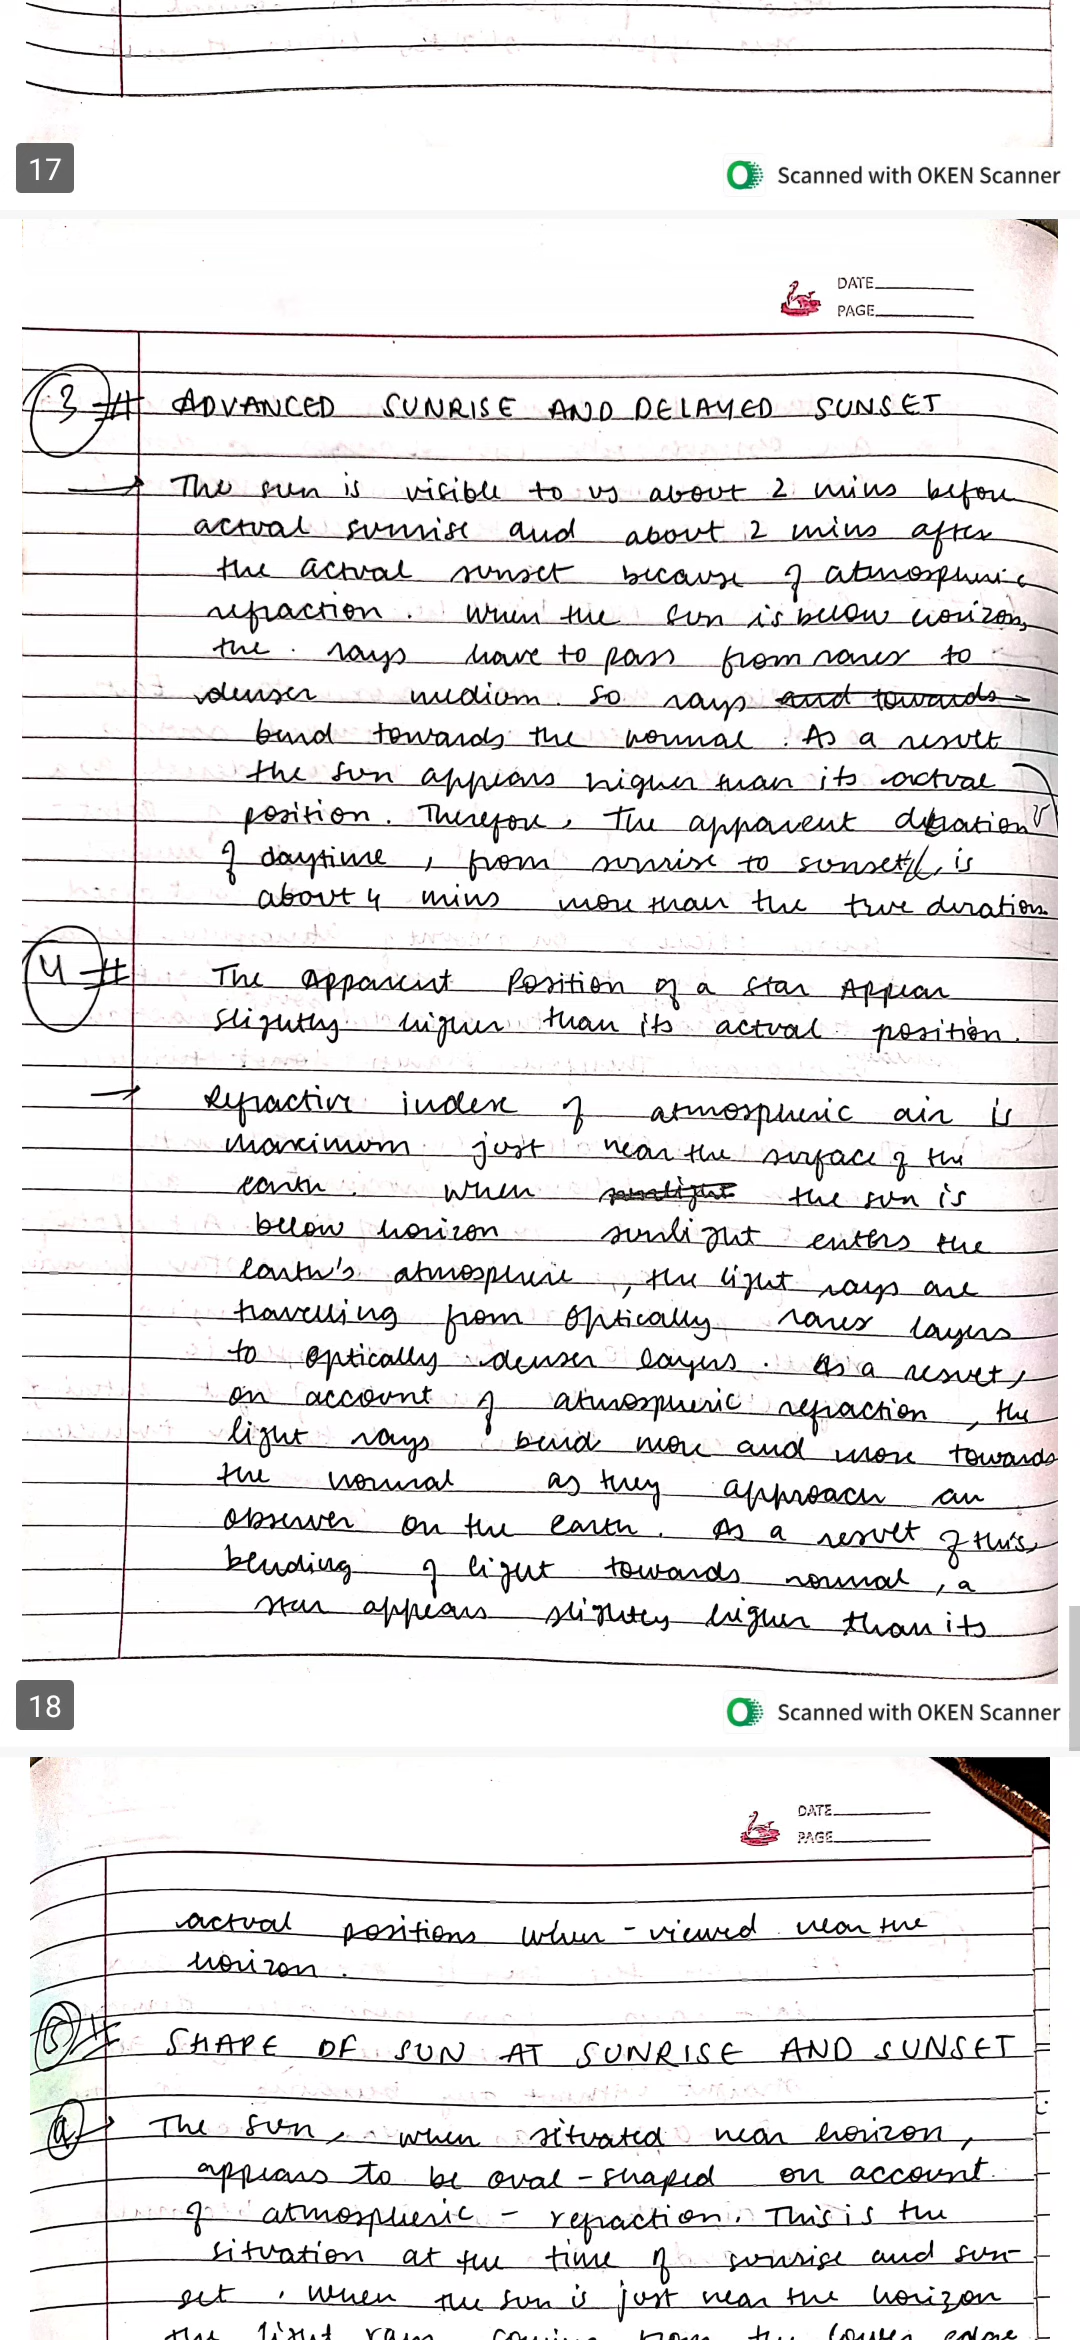 17
Scanned with OKEN Scanner
DATE
PAGE
3 # ADVANCED SUNRISE AND DELAYED SUNSET
→ The sun is visible to us about 2 mins before
actual sunrise and about 2 mins after
the actual sunset because of atmospheric
refraction. When the sun is below horizon,
the rays have to pass from rarer to
denser medium. so rays and towards
bend towards the normal. As a result
the sun appears higher than its actual
position. Therefore, The apparent duration
of daytime, from sunrise to sunset, is
about 4 mins more than the true duration.
4 # The Apparent Position of a star Appear
slightly higher than its actual position.
→ Refractive index of atmospheric air is
maximum just near the surface of the
earth. When sunlight the sun is
below horizon sunlight enters the
earth's atmosphere, the light rays are
travelling from optically rarer layers
to optically denser layers. As a result,
on account of atmospheric refraction, the
light rays bend more and more towards
the normal as they approach an
observer on the earth. As a result of this,
bending of light towards normal, a
star appears slightly higher than its
18
Scanned with OKEN Scanner
DATE
PAGE
actual positions when - viewed near the
horizon.
5 # SHAPE OF SUN AT SUNRISE AND SUNSET
a → The sun, when situated near horizon,
appears to be oval-shaped on account
of atmospheric - refraction. This is the
situation at the time of sunrise and sun-
set. When the sun is just near the horizon
the light rays coming from the lower edge